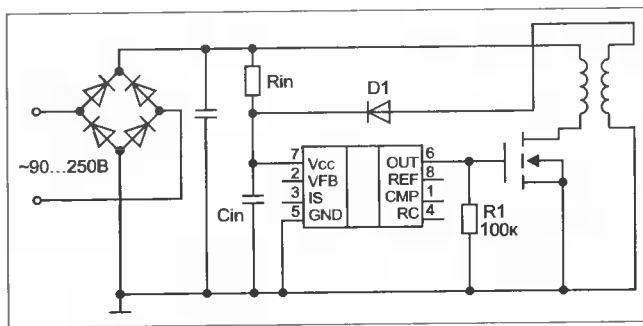 Rin
D1
~90...250В
7 Vcc OUT 6
2 VFB REF 8
3 IS CMP 1
5 GND RC 4
Cin
R1
100к